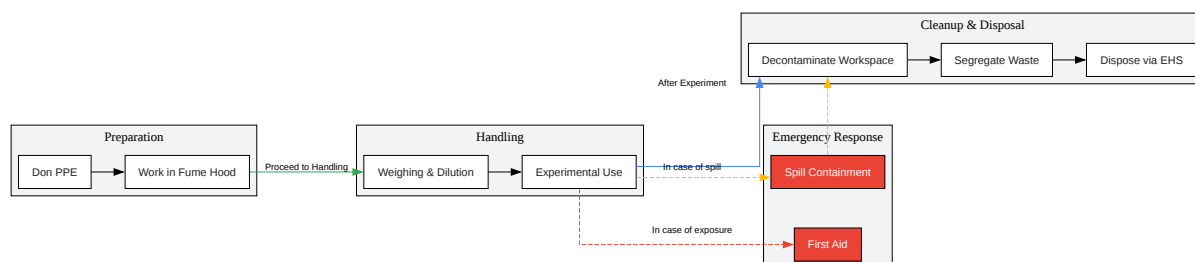 Cleanup & Disposal
Decontaminate Workspace
Segregate Waste
Dispose via EHS
After Experiment
Preparation
Don PPE
Work in Fume Hood
Proceed to Handling
Handling
Weighing & Dilution
Experimental Use
In case of spill
In case of exposure
Emergency Response
Spill Containment
First Aid